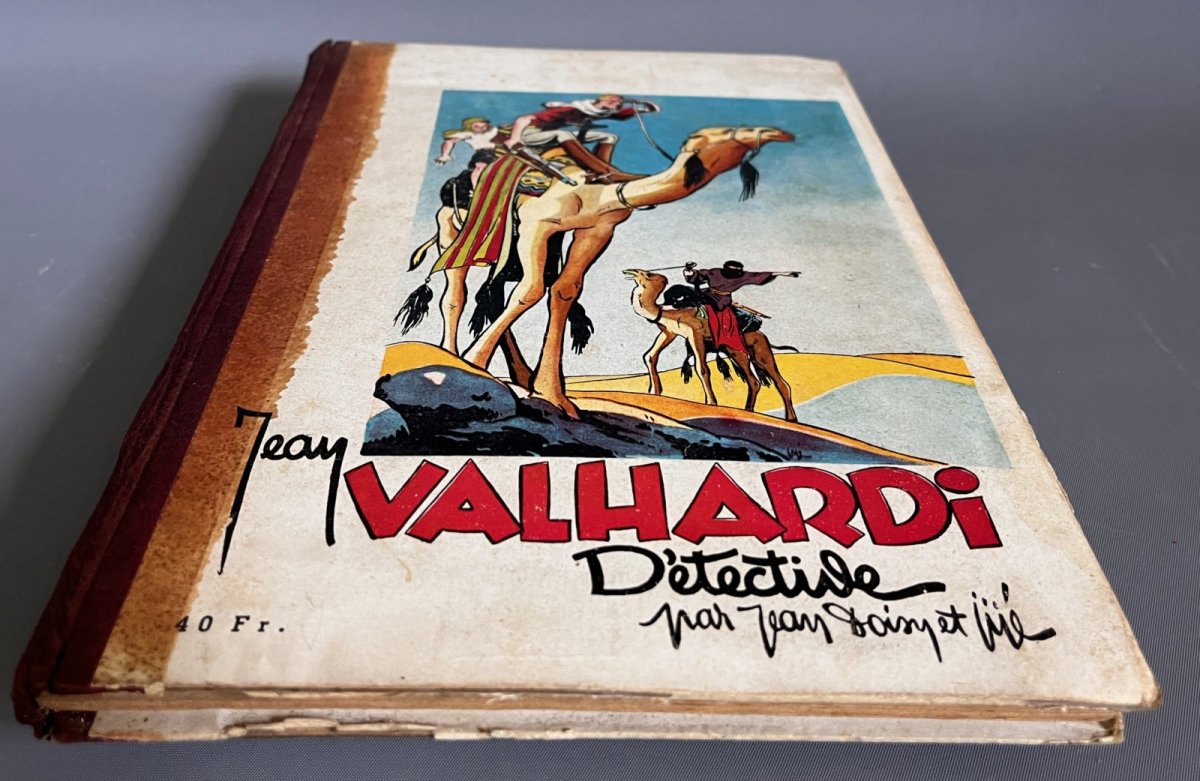 Jean
VALHARDi
Détective
par Jean Doisy et Jijé
40 Fr.